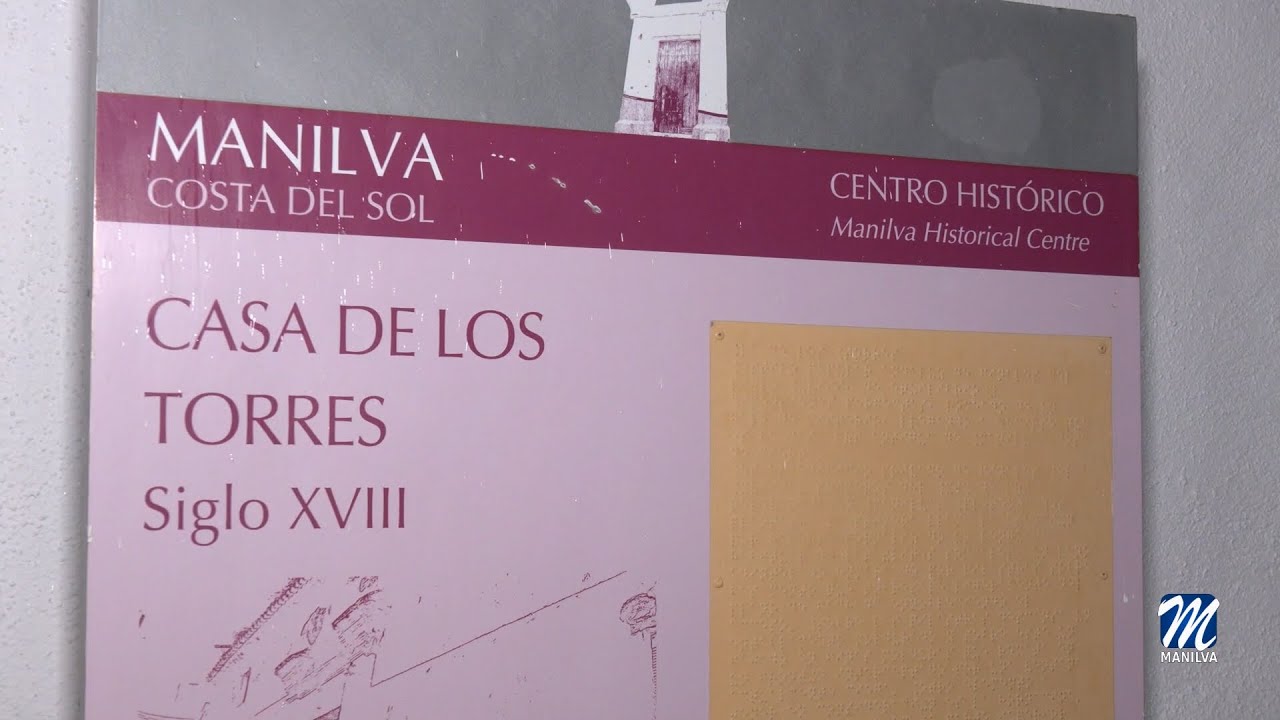 MANILVA
COSTA DEL SOL
CENTRO HISTÓRICO
Manilva Historical Centre
CASA DE LOS
TORRES
Siglo XVIII
M
MANILVA